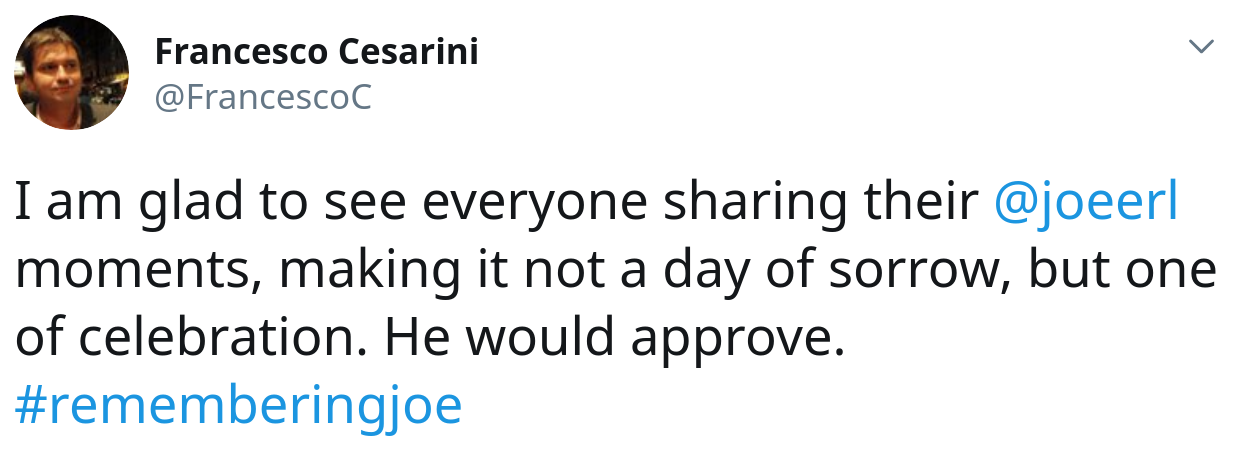 Francesco Cesarini
@FrancescoC
I am glad to see everyone sharing their @joeerl
moments, making it not a day of sorrow, but one
of celebration. He would approve.
#rememberingjoe